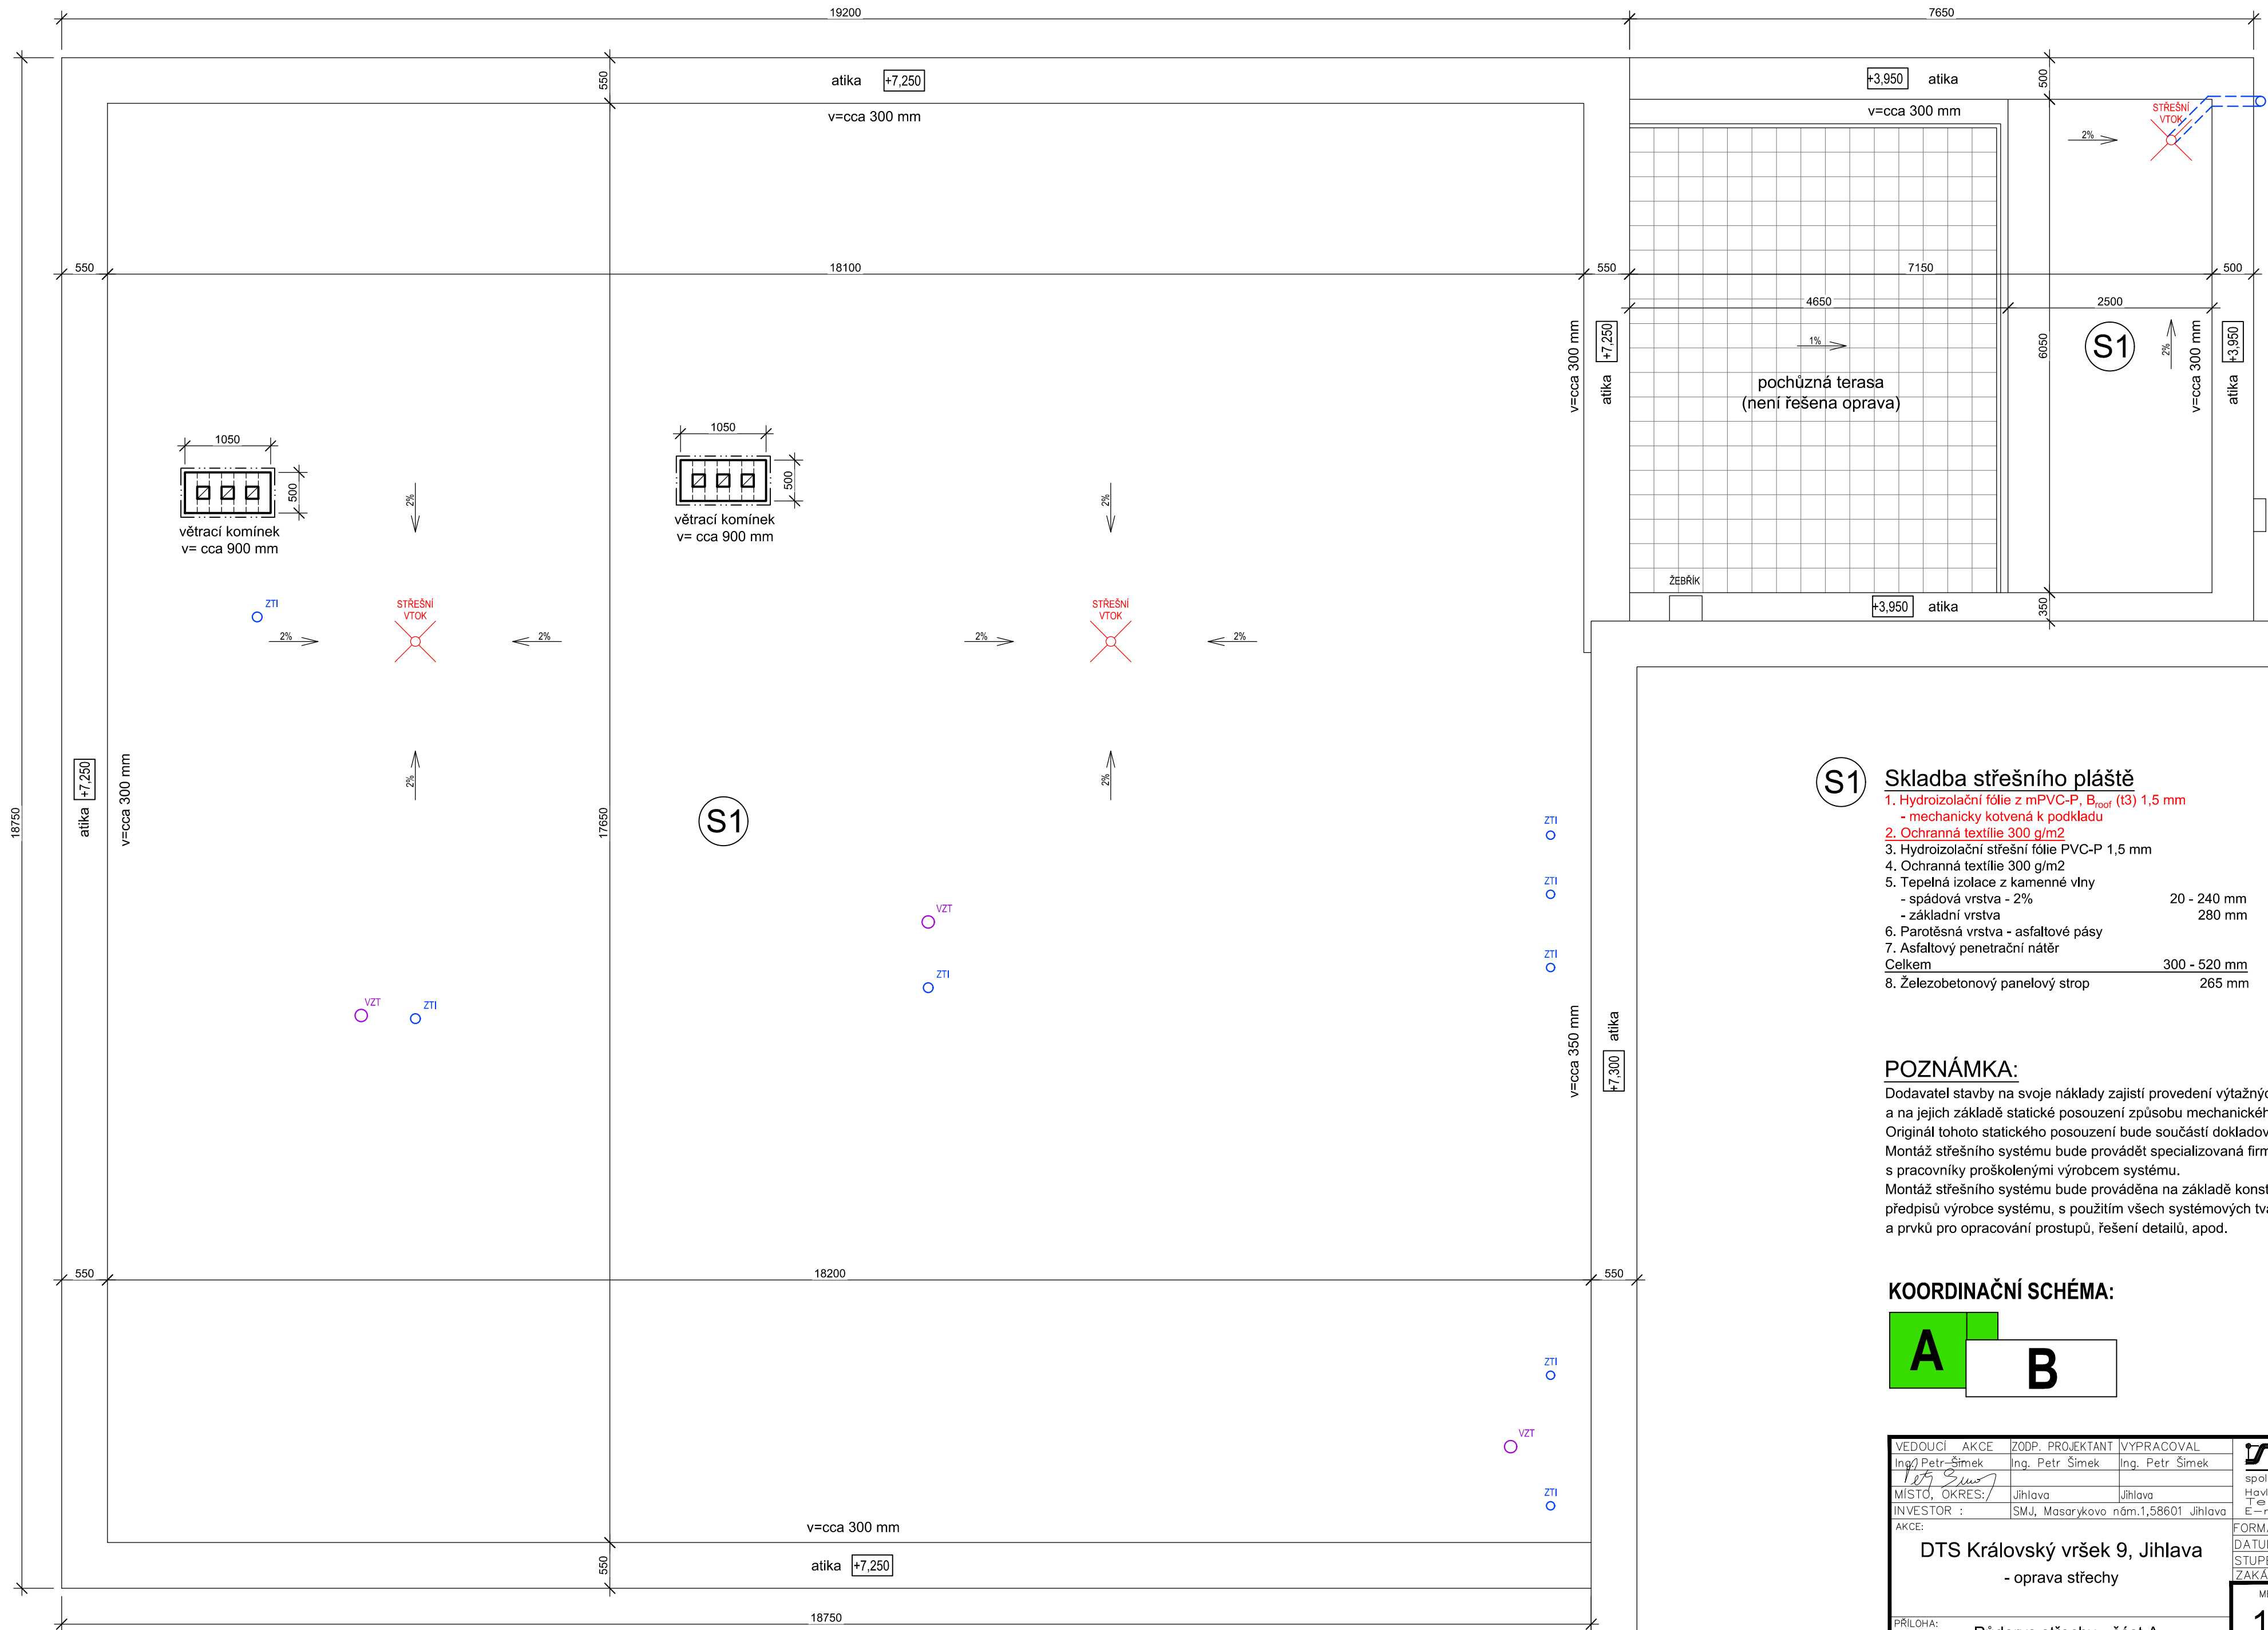 19200
7650
550
atika +7,250
v=cca 300 mm
+3,950 atika
500
v=cca 300 mm
STŘEŠNÍ
VTOK
2%
550
18100
550
7150
500
4650
2500
v=cca 300 mm
atika +7,250
1%
6050
S1
2%
v=cca 300 mm
atika +3,950
pochůzná terasa
(není řešena oprava)
1050
500
větrací komínek
v= cca 900 mm
1050
500
větrací komínek
v= cca 900 mm
2%
2%
ZTI
STŘEŠNÍ
VTOK
2%
2%
STŘEŠNÍ
VTOK
2%
2%
ŽEBŘÍK
+3,950 atika
350
2%
2%
18750
atika +7,250
v=cca 300 mm
17650
S1
ZTI
ZTI
ZTI
VZT
ZTI
VZT
ZTI
v=cca 350 mm
+7,300 atika
550
18200
550
ZTI
VZT
ZTI
v=cca 300 mm
550
atika +7,250
18750
S1 Skladba střešního pláště
1. Hydroizolační fólie z mPVC-P, Broof (t3) 1,5 mm
- mechanicky kotvená k podkladu
2. Ochranná textílie 300 g/m2
3. Hydroizolační střešní fólie PVC-P 1,5 mm
4. Ochranná textílie 300 g/m2
5. Tepelná izolace z kamenné vlny
- spádová vrstva - 2% 20 - 240 mm
- základní vrstva 280 mm
6. Parotěsná vrstva - asfaltové pásy
7. Asfaltový penetrační nátěr
Celkem 300 - 520 mm
8. Železobetonový panelový strop 265 mm
POZNÁMKA:
Dodavatel stavby na svoje náklady zajistí provedení výtažnýc
a na jejich základě statické posouzení způsobu mechanickéh
Originál tohoto statického posouzení bude součástí dokladov
Montáž střešního systému bude provádět specializovaná firm
s pracovníky proškolenými výrobcem systému.
Montáž střešního systému bude prováděna na základě konst
předpisů výrobce systému, s použitím všech systémových tva
a prvků pro opracování prostupů, řešení detailů, apod.
KOORDINAČNÍ SCHÉMA:
A
B
VEDOUCÍ AKCE ZODP. PROJEKTANT VYPRACOVAL
Ing. Petr Šimek Ing. Petr Šimek Ing. Petr Šimek
MÍSTO, OKRES: Jihlava Jihlava
INVESTOR : SMJ, Masarykovo nám.1,58601 Jihlava
spol
Havl
Te
E-r
AKCE:
DTS Královský vršek 9, Jihlava
- oprava střechy
FORMÁ
DATUM
STUPE
ZAKÁ
PŘÍLOHA: